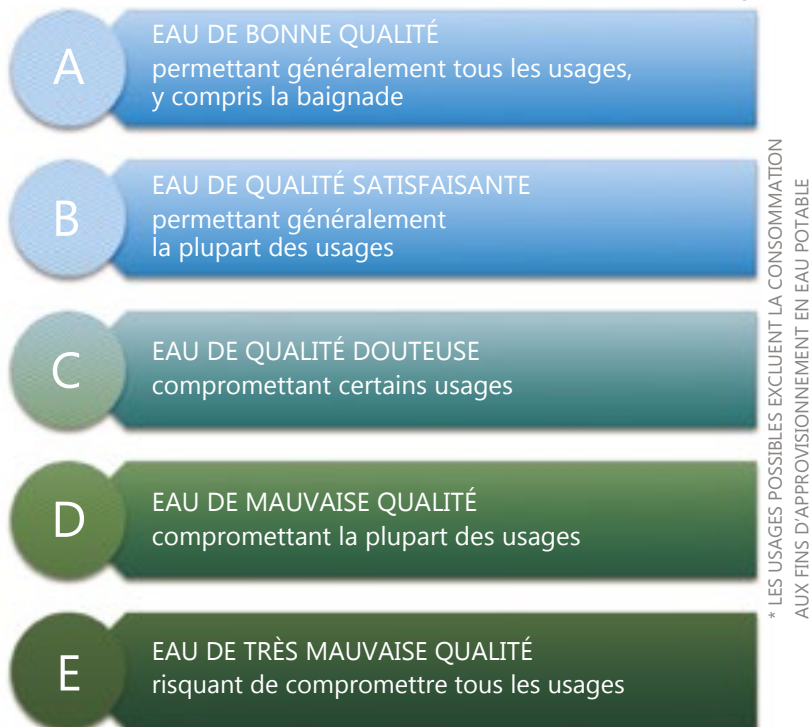 A
EAU DE BONNE QUALITÉ
permettant généralement tous les usages,
y compris la baignade
B
EAU DE QUALITÉ SATISFAISANTE
permettant généralement
la plupart des usages
C
EAU DE QUALITÉ DOUTEUSE
compromettant certains usages
D
EAU DE MAUVAISE QUALITÉ
compromettant la plupart des usages
E
EAU DE TRÈS MAUVAISE QUALITÉ
risquant de compromettre tous les usages
* LES USAGES POSSIBLES EXCLUENT LA CONSOMMATION
AUX FINS D'APPROVISIONNEMENT EN EAU POTABLE